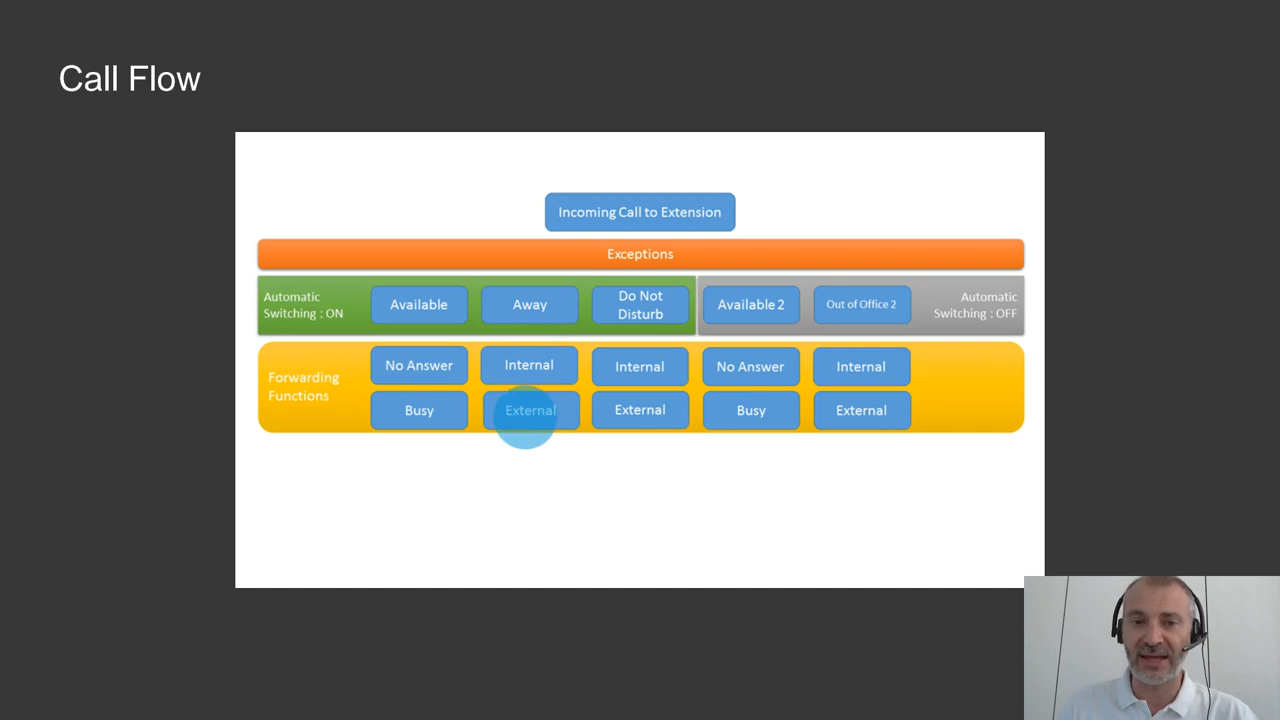 Call Flow
Incoming Call to Extension
Exceptions
Automatic
Switching : ON
Available
Away
Do Not
Disturb
Available 2
Out of Office 2
Automatic
Switching : OFF
Forwarding
Functions
No Answer
Internal
Internal
No Answer
Internal
Busy
External
External
Busy
External